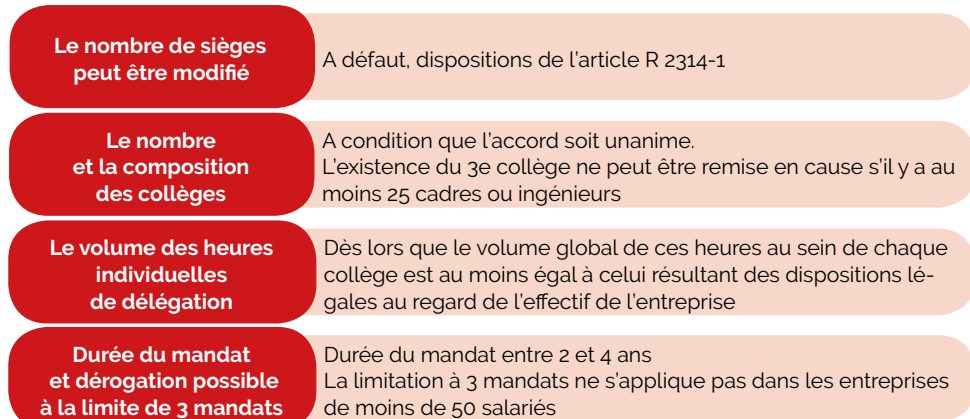 Le nombre de sièges
peut être modifié
A défaut, dispositions de l'article R 2314-1
Le nombre
et la composition
des collèges
A condition que l'accord soit unanime.
L'existence du 3e collège ne peut être remise en cause s'il y a au
moins 25 cadres ou ingénieurs
Le volume des heures
individuelles
de délégation
Dès lors que le volume global de ces heures au sein de chaque
collège est au moins égal à celui résultant des dispositions lé-
gales au regard de l'effectif de l'entreprise
Durée du mandat
et dérogation possible
à la limite de 3 mandats
Durée du mandat entre 2 et 4 ans
La limitation à 3 mandats ne s'applique pas dans les entreprises
de moins de 50 salariés